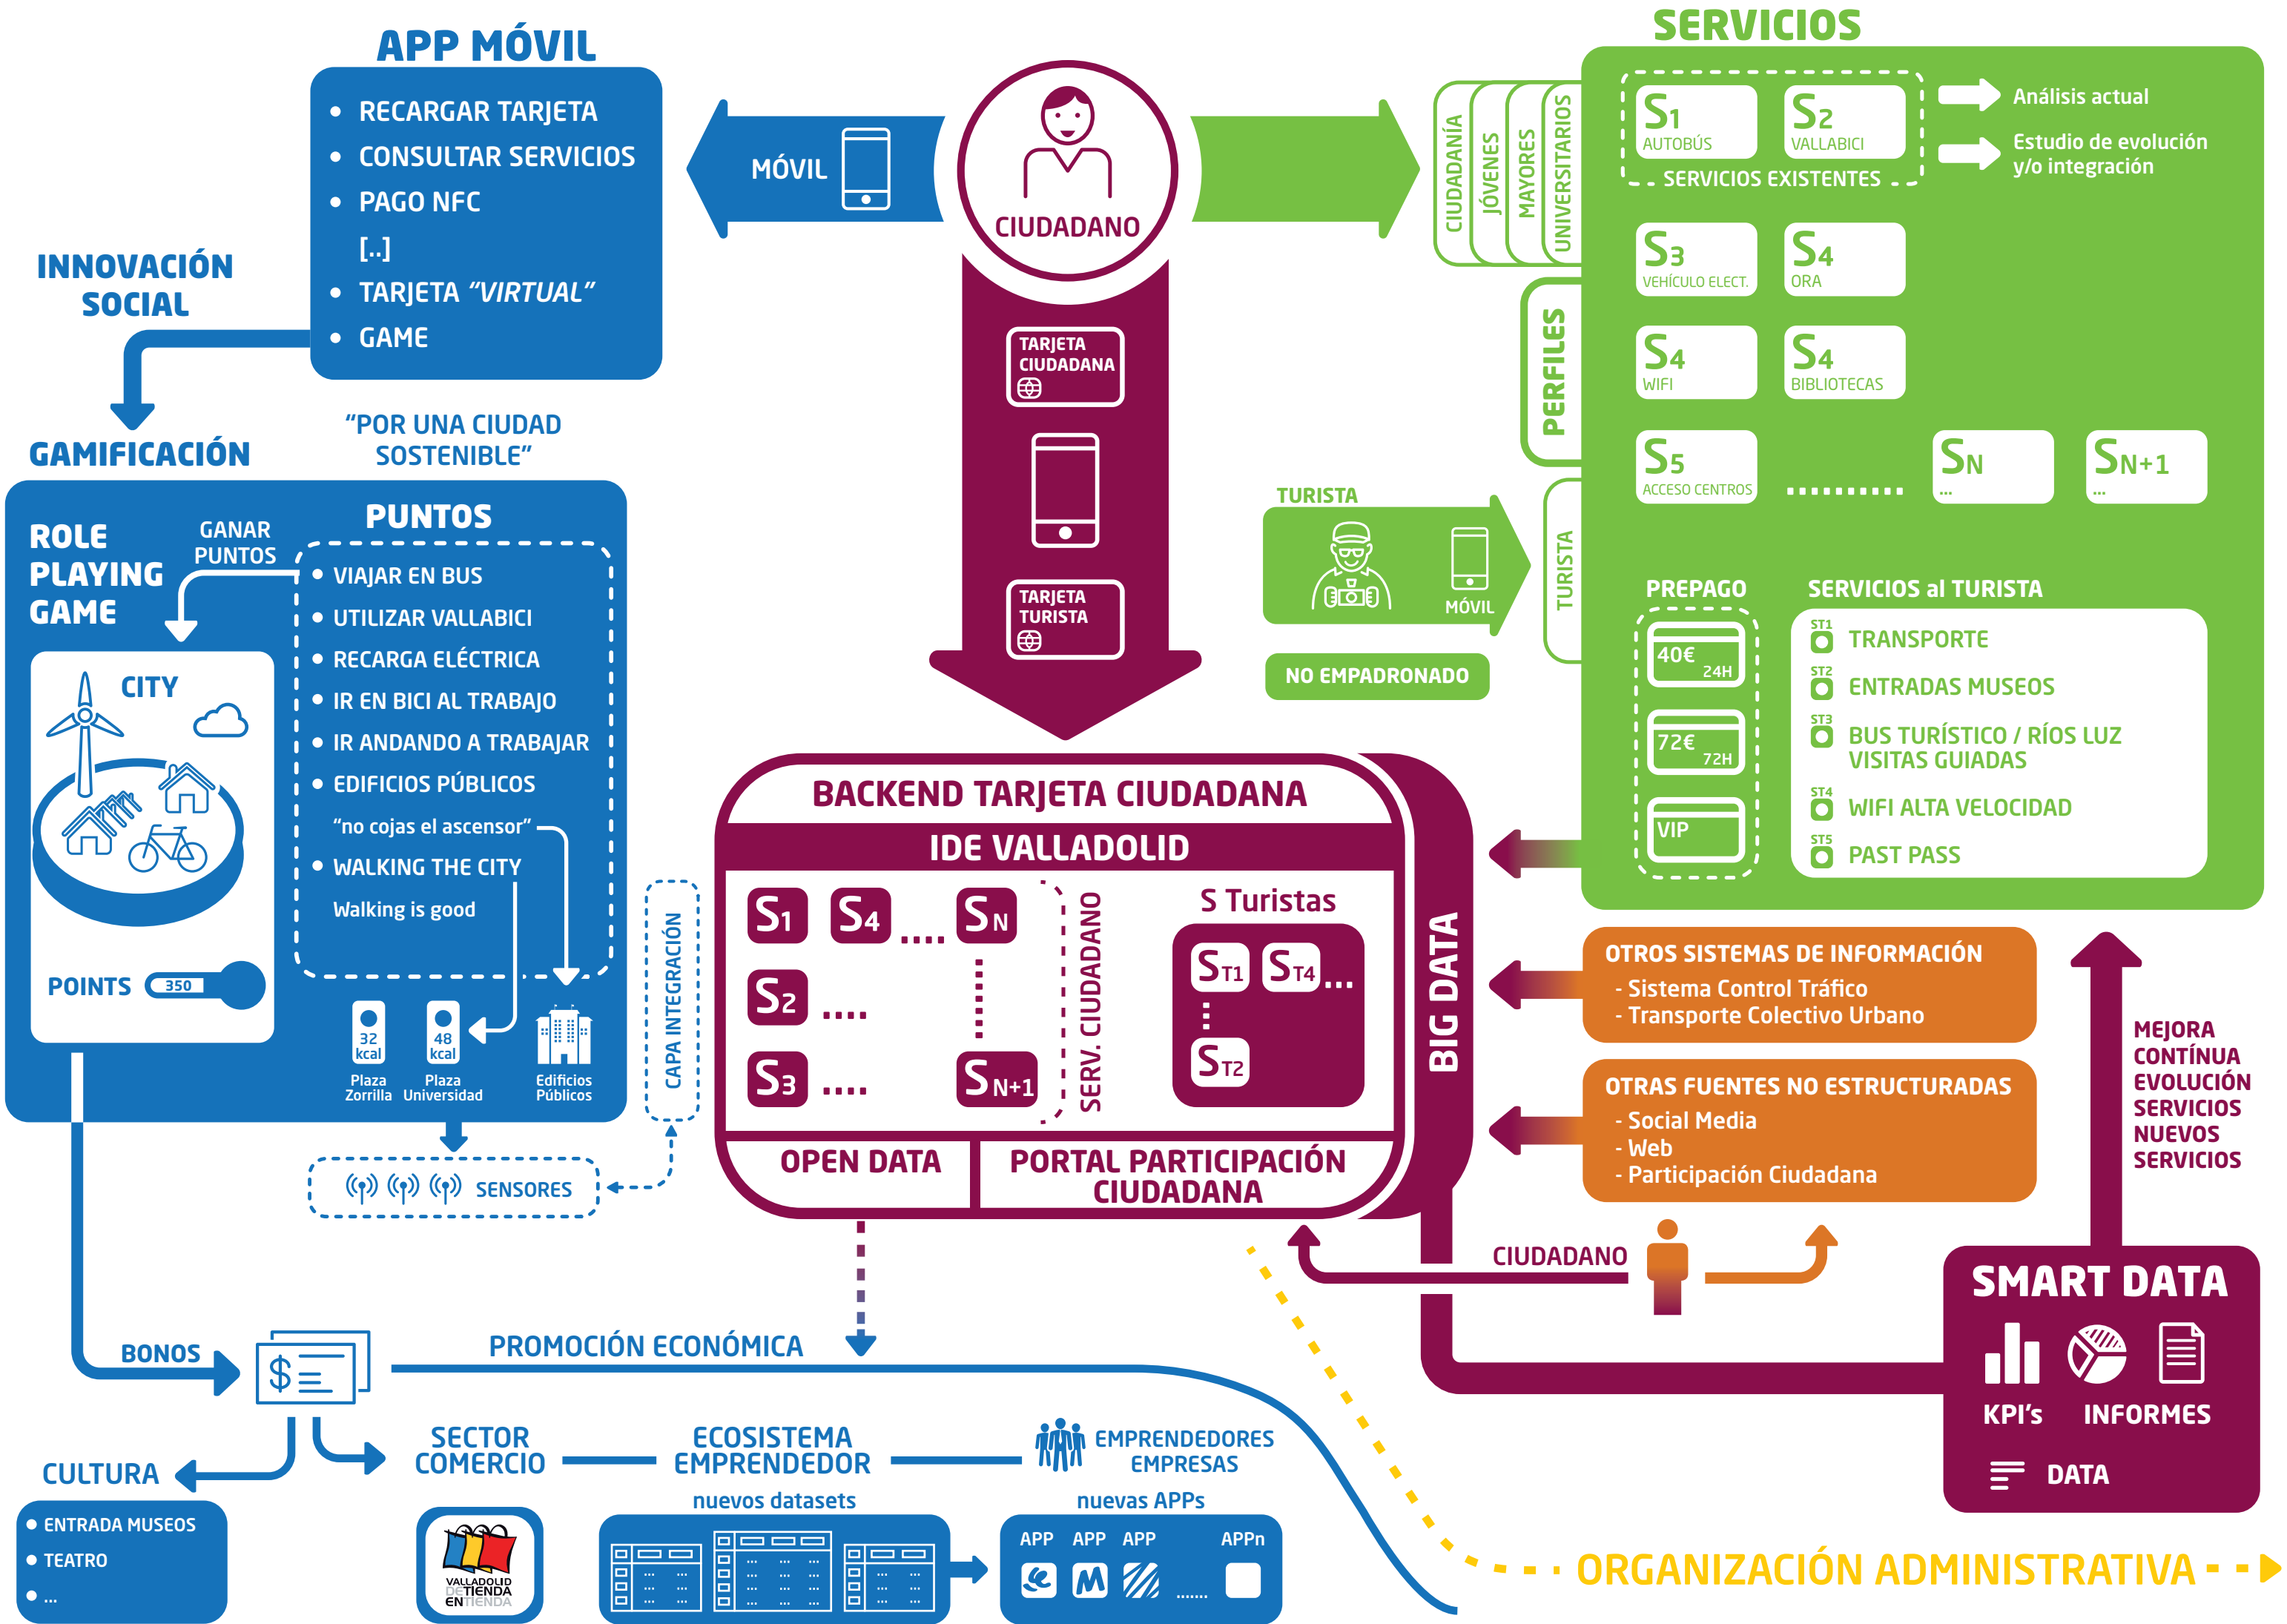 APP MÓVIL
• RECARGAR TARJETA
• CONSULTAR SERVICIOS
• PAGO NFC
[..]
• TARJETA “VIRTUAL”
• GAME
INNOVACIÓN
SOCIAL
GAMIFICACIÓN
“POR UNA CIUDAD
SOSTENIBLE”
ROLE
PLAYING
GAME
GANAR
PUNTOS
PUNTOS
• VIAJAR EN BUS
• UTILIZAR VALLABICI
• RECARGA ELÉCTRICA
• IR EN BICI AL TRABAJO
• IR ANDANDO A TRABAJAR
• EDIFICIOS PÚBLICOS
“no cojas el ascensor”
• WALKING THE CITY
Walking is good
CITY
POINTS
350
32
kcal
Plaza
Zorrilla
48
kcal
Plaza
Universidad
Edificios
Públicos
SENSORES
CAPA INTEGRACIÓN
MÓVIL
CIUDADANO
TARJETA
CIUDADANA
TARJETA
TURISTA
BACKEND TARJETA CIUDADANA
IDE VALLADOLID
S1 S4 .... SN
S2 ....
S3 .... SN+1
SERV. CIUDADANO
S Turistas
ST1 ST4 ...
ST2
OPEN DATA
PORTAL PARTICIPACIÓN
CIUDADANA
BIG DATA
SERVICIOS
CIUDADANÍA
JÓVENES
MAYORES
UNIVERSITARIOS
PERFILES
TURISTA
S1
AUTOBÚS
S2
VALLABICI
SERVICIOS EXISTENTES
Análisis actual
Estudio de evolución
y/o integración
S3
VEHÍCULO ELECT.
S4
ORA
S4
WIFI
S4
BIBLIOTECAS
S5
ACCESO CENTROS
..........
SN
...
SN+1
...
TURISTA
MÓVIL
NO EMPADRONADO
PREPAGO
40€
24H
72€
72H
VIP
SERVICIOS al TURISTA
ST1 TRANSPORTE
ST2 ENTRADAS MUSEOS
ST3 BUS TURÍSTICO / RÍOS LUZ
VISITAS GUIADAS
ST4 WIFI ALTA VELOCIDAD
ST5 PAST PASS
OTROS SISTEMAS DE INFORMACIÓN
- Sistema Control Tráfico
- Transporte Colectivo Urbano
OTRAS FUENTES NO ESTRUCTURADAS
- Social Media
- Web
- Participación Ciudadana
CIUDADANO
MEJORA
CONTÍNUA
EVOLUCIÓN
SERVICIOS
NUEVOS
SERVICIOS
SMART DATA
KPI's
INFORMES
DATA
BONOS
$
PROMOCIÓN ECONÓMICA
CULTURA
• ENTRADA MUSEOS
• TEATRO
• ...
SECTOR
COMERCIO
VALLADOLID
DETIENDA
ENTIENDA
ECOSISTEMA
EMPRENDEDOR
nuevos datasets
EMPRENDEDORES
EMPRESAS
nuevas APPs
APP APP APP APPn
.......
ORGANIZACIÓN ADMINISTRATIVA